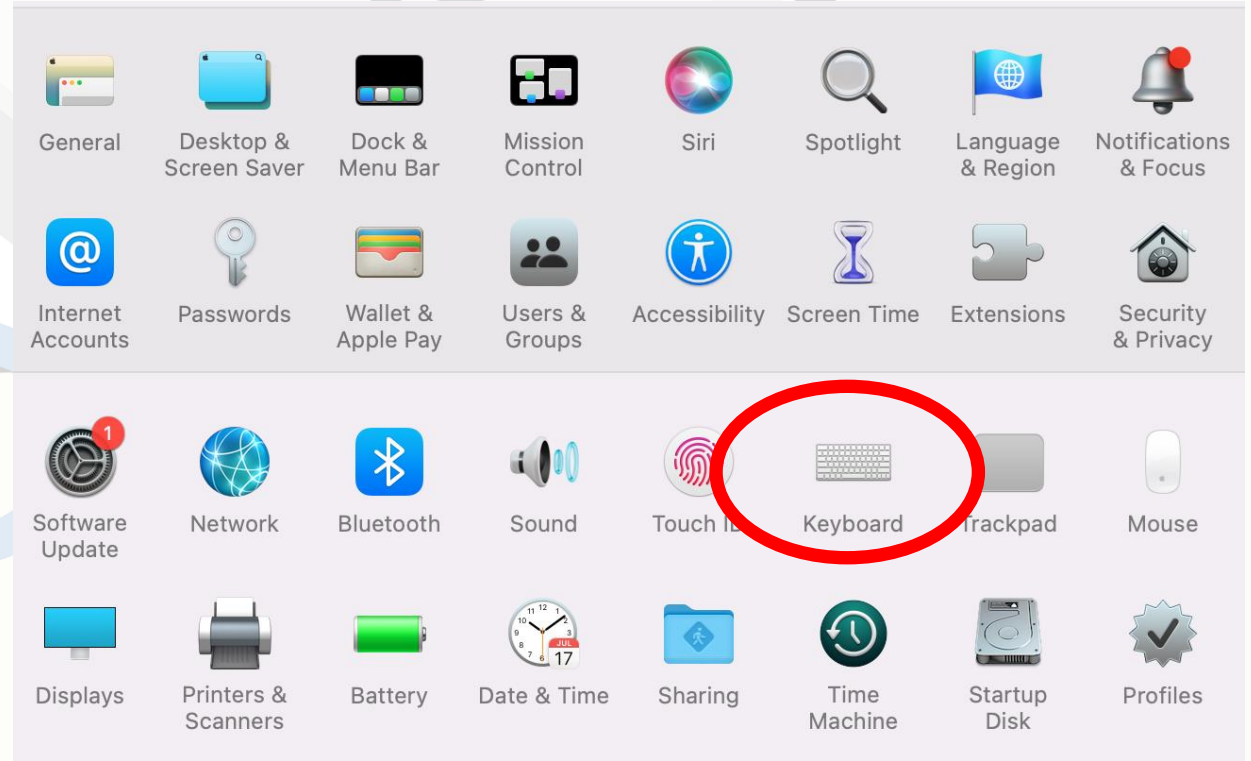 General
Desktop &
Screen Saver
Dock &
Menu Bar
Mission
Control
Siri
Spotlight
Language
& Region
Notifications
& Focus
@
Internet
Accounts
Passwords
Wallet &
Apple Pay
Users &
Groups
Accessibility
Screen Time
Extensions
Security
& Privacy
1
Software
Update
Network
Bluetooth
Sound
Touch ID
Keyboard
Trackpad
Mouse
Displays
Printers &
Scanners
Battery
JUL
17
Date & Time
Sharing
Time
Machine
Startup
Disk
Profiles